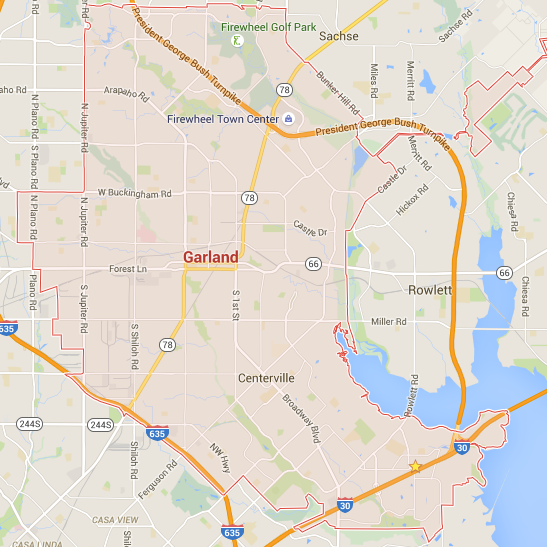 Firewheel Golf Park
Sachse
Sachse Rd
President George Bush Turnpike
N Plano Rd
N Jupiter Rd
Arapaho Rd
78
Bunker Hill Rd
Miles Rd
Merritt Rd
aho Rd
Firewheel Town Center
President George Bush Turnpike
S Plano Rd
Merritt Rd
lvd
W Buckingham Rd
78
Castle Dr
Hickox Rd
N Plano Rd
N Jupiter Rd
Castle Dr
Chiesa Rd
Garland
Forest Ln
66
66
Plano Rd
S Jupiter Rd
S 1st St
Rowlett
Chiesa Rd
635
S Shiloh Rd
Miller Rd
78
Centerville
Rowlett Rd
244S
244S
Broadway Blvd
635
30
Shiloh Rd
NW Hwy
Ferguson Rd
30
CASA VIEW
635
CASA LINDA